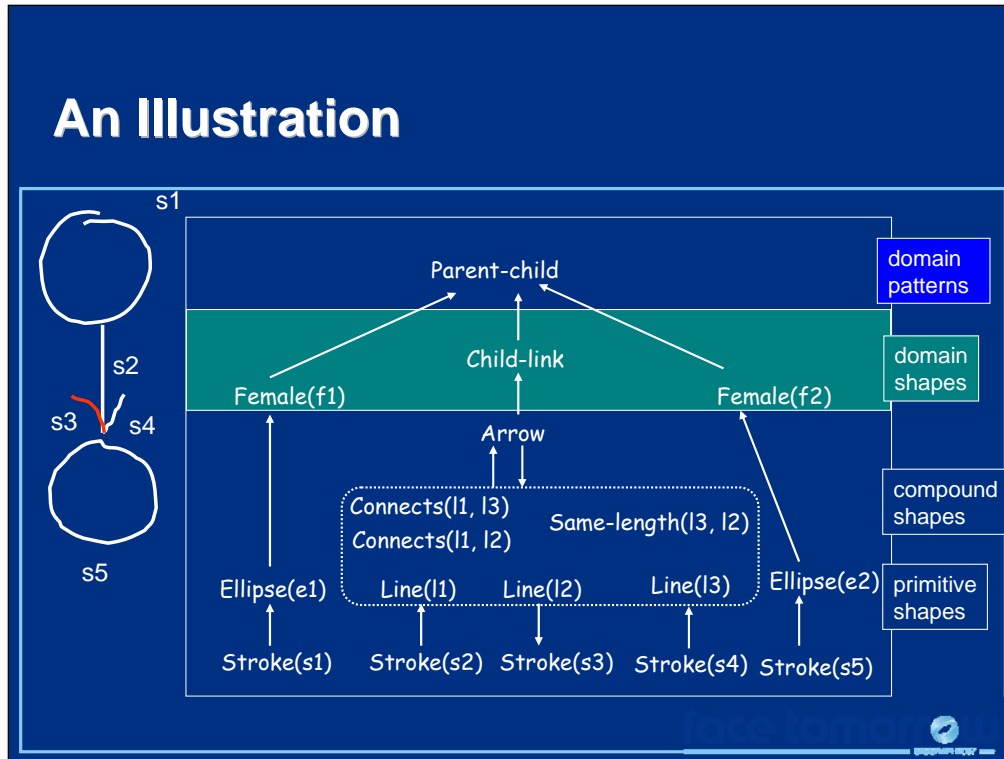 An Illustration
s1
s2
s3
s4
s5
Parent-child
domain
patterns
Child-link
domain
shapes
Female(f1)
Female(f2)
Arrow
Connects(l1, l3)
Connects(l1, l2)
Same-length(l3, l2)
compound
shapes
Ellipse(e1)
Line(l1)
Line(l2)
Line(l3)
Ellipse(e2)
primitive
shapes
Stroke(s1)
Stroke(s2)
Stroke(s3)
Stroke(s4)
Stroke(s5)
face tomorrow